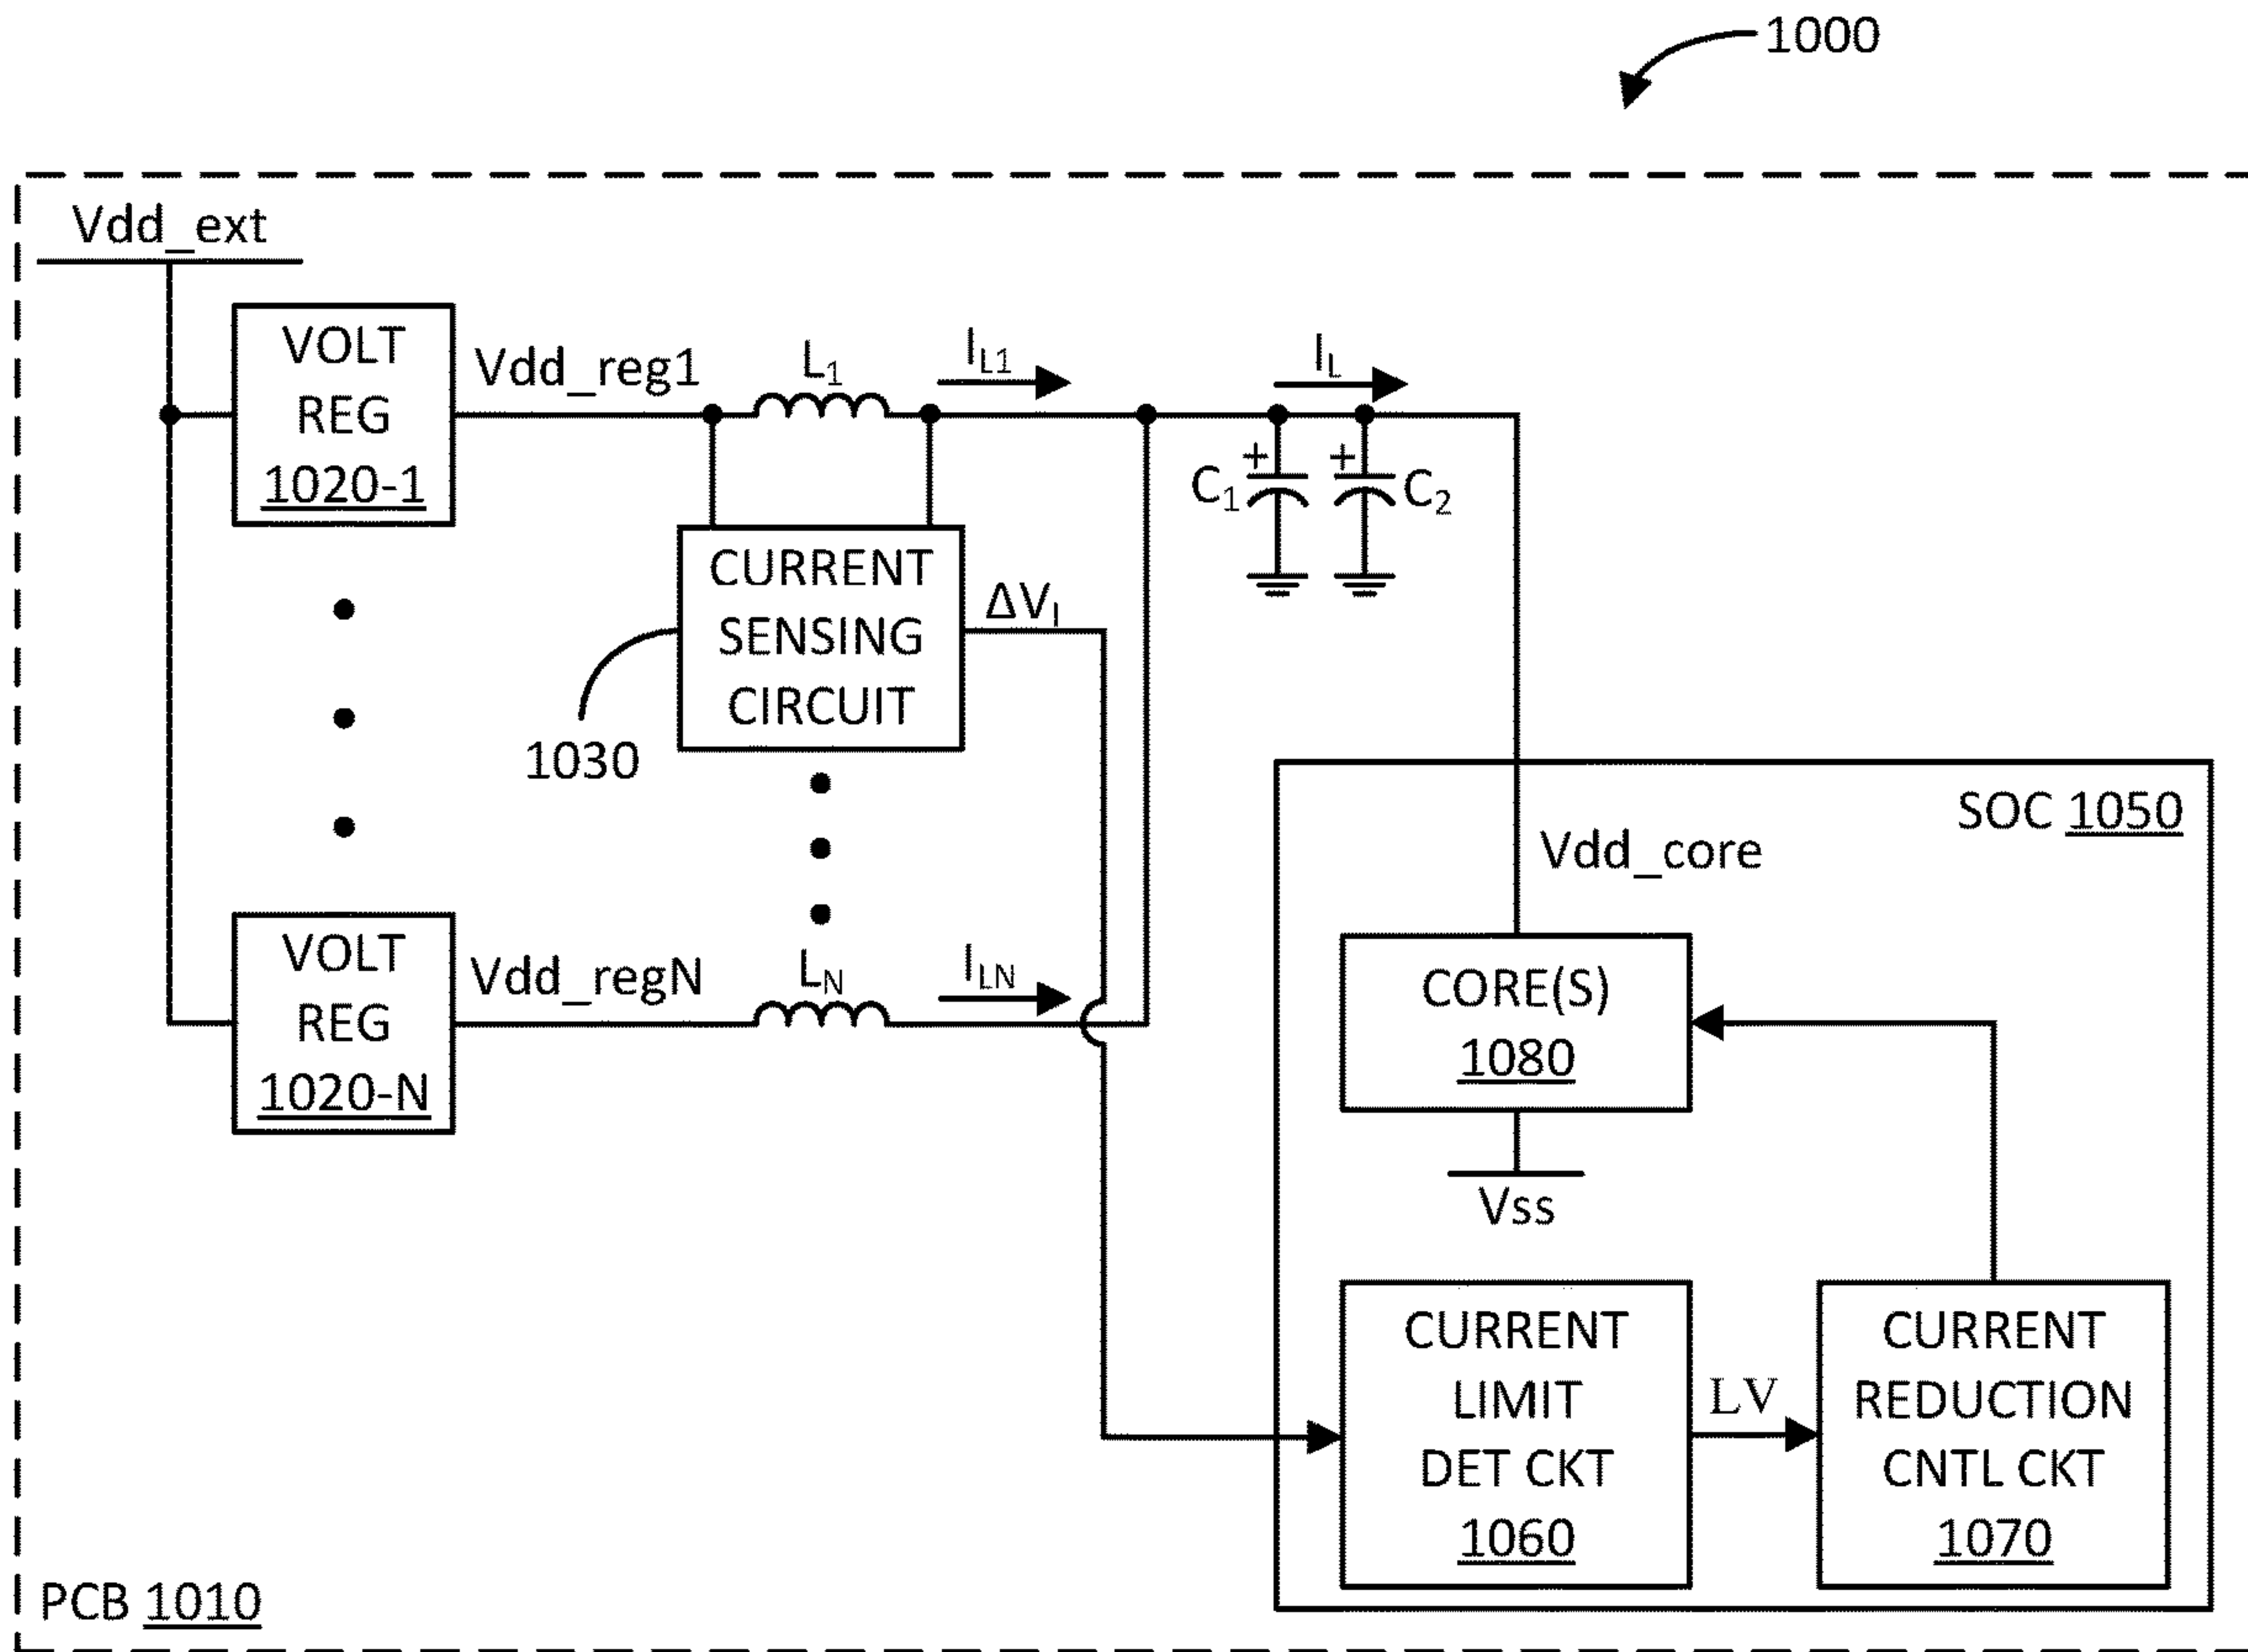 1000
Vdd_ext
VOLT
REG
1020-1
Vdd_reg1
L1
IL1
IL
+
C1
+
C2
CURRENT
SENSING
CIRCUIT
ΔVI
1030
VOLT
REG
1020-N
Vdd_regN
LN
ILN
SOC 1050
Vdd_core
CORE(S)
1080
Vss
CURRENT
LIMIT
DET CKT
1060
LV
CURRENT
REDUCTION
CNTL CKT
1070
PCB 1010